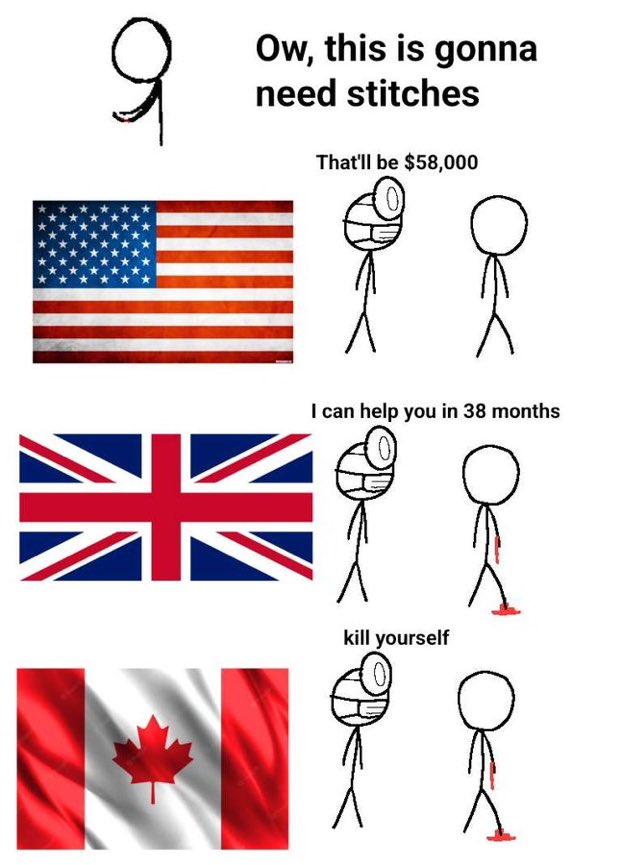 Ow, this is gonna
need stitches
That'll be $58,000
I can help you in 38 months
kill yourself